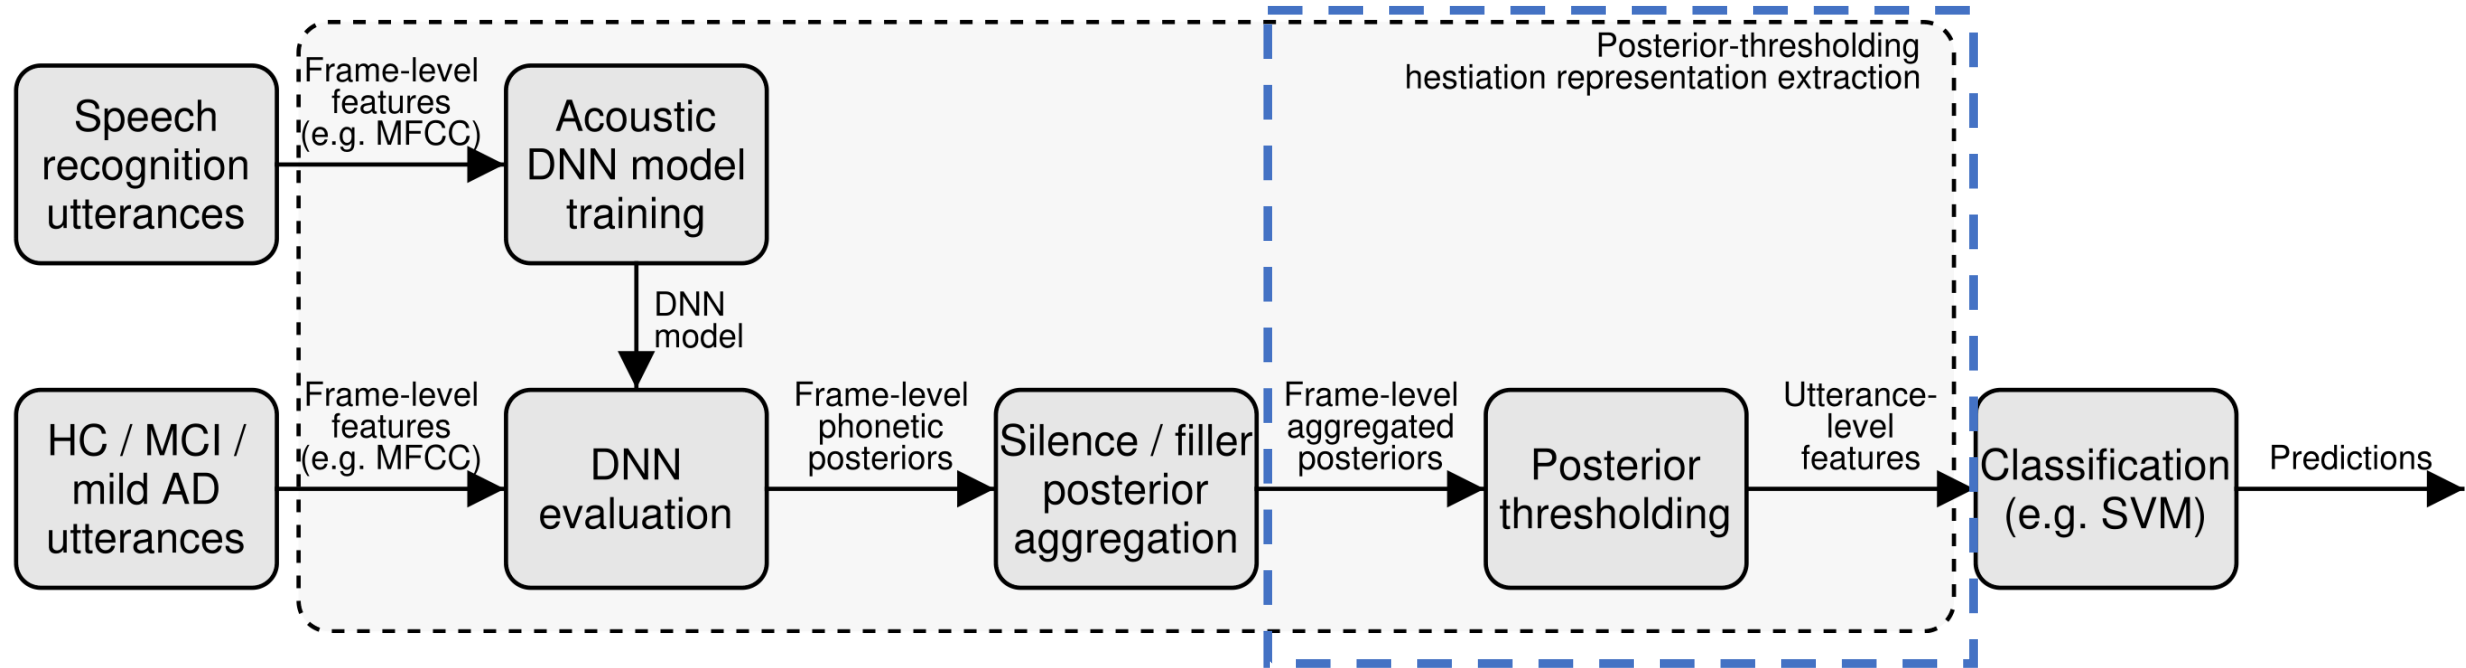 Posterior-thresholding
hestiation representation extraction
Speech
recognition
utterances
Frame-level
features
(e.g. MFCC)
Acoustic
DNN model
training
DNN
model
HC / MCI /
mild AD
utterances
Frame-level
features
(e.g. MFCC)
DNN
evaluation
Frame-level
phonetic
posteriors
Silence / filler
posterior
aggregation
Frame-level
aggregated
posteriors
Posterior
thresholding
Utterance-
level
features
Classification
(e.g. SVM)
Predictions